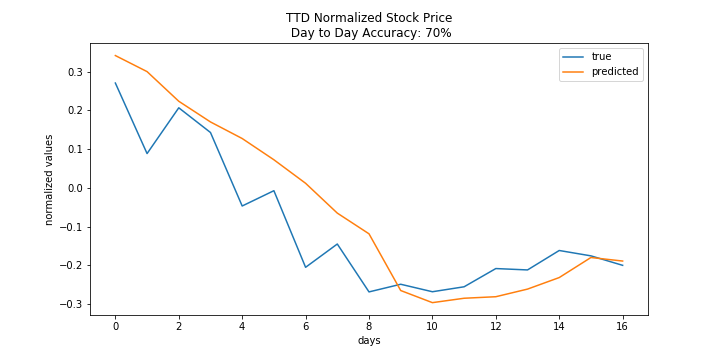 TTD Normalized Stock Price
Day to Day Accuracy: 70%
true
predicted
normalized values
0.3
0.2
0.1
0.0
−0.1
−0.2
−0.3
0 2 4 6 8 10 12 14 16
days